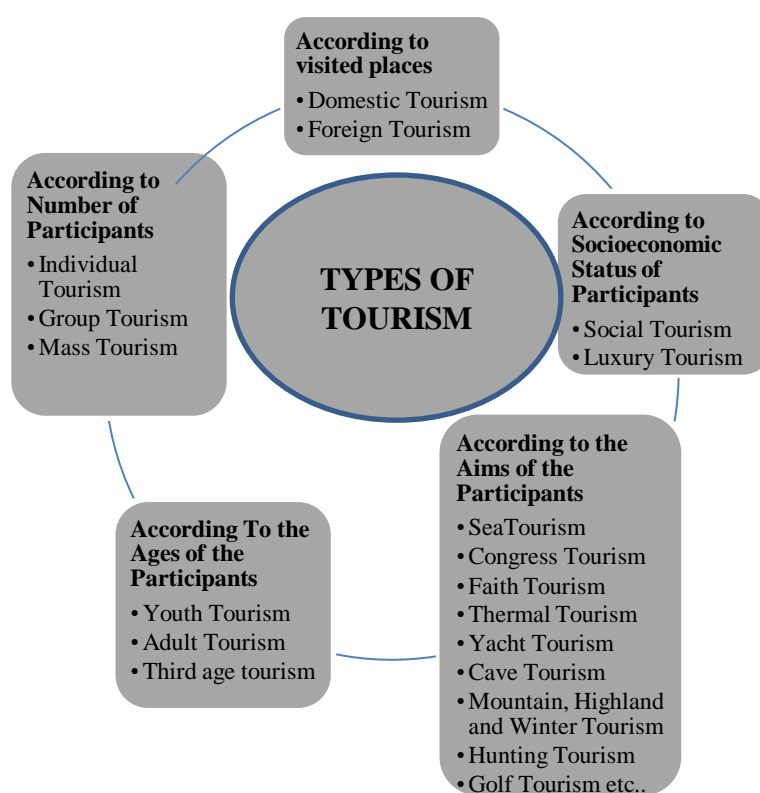 According to
visited places
• Domestic Tourism
• Foreign Tourism
According to
Socioeconomic
Status of
Participants
• Social Tourism
• Luxury Tourism
According to the
Aims of the
Participants
• SeaTourism
• Congress Tourism
• Faith Tourism
• Thermal Tourism
• Yacht Tourism
• Cave Tourism
• Mountain, Highland
and Winter Tourism
• Hunting Tourism
• Golf Tourism etc..
According To the
Ages of the
Participants
• Youth Tourism
• Adult Tourism
• Third age tourism
According to
Number of
Participants
• Individual
Tourism
• Group Tourism
• Mass Tourism
TYPES OF
TOURISM